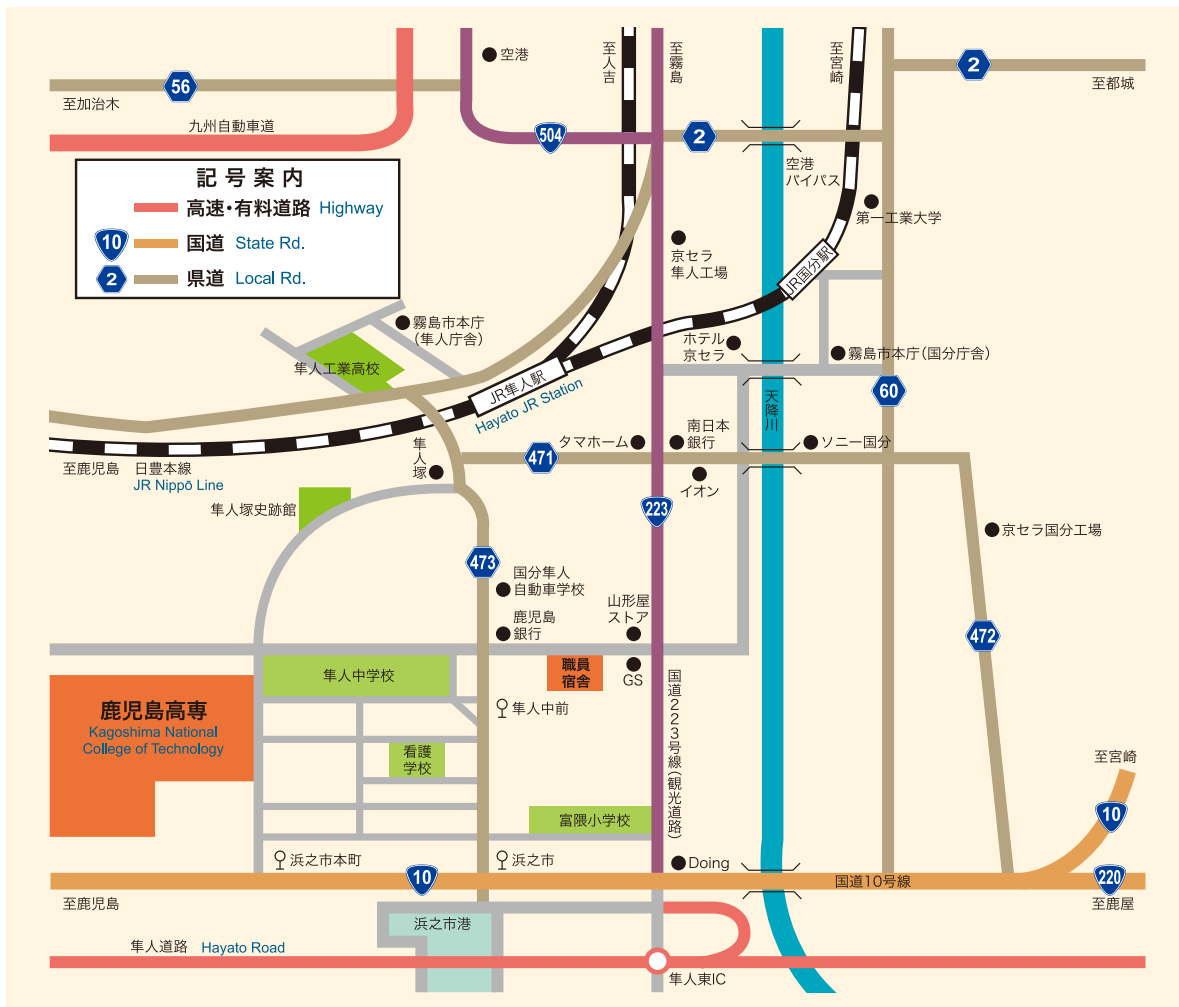 空港
至人吉
至霧島
至宮崎
2
至都城
56
至加治木
九州自動車道
504
2
空港
バイパス
記号案内
高速・有料道路 Highway
10 国道 State Rd.
2 県道 Local Rd.
第一工業大学
京セラ
隼人工場
JR国分駅
霧島市本庁
(隼人庁舎)
ホテル
京セラ
霧島市本庁(国分庁舎)
隼人工業高校
JR隼人駅
Hayato JR Station
60
天降川
隼人塚
タマホーム
南日本
銀行
ソニー国分
471
至鹿児島
日豊本線
JR Nippō Line
イオン
隼人塚史跡館
223
京セラ国分工場
473
国分隼人
自動車学校
鹿児島
銀行
山形屋
ストア
472
隼人中学校
職員
宿舎
GS
鹿児島高専
Kagoshima National
College of Technology
隼人中前
国道223号線(観光道路)
看護
学校
至宮崎
10
富隈小学校
浜之市本町
浜之市
Doing
10
国道10号線
220
至鹿児島
至鹿屋
浜之市港
隼人道路 Hayato Road
隼人東IC